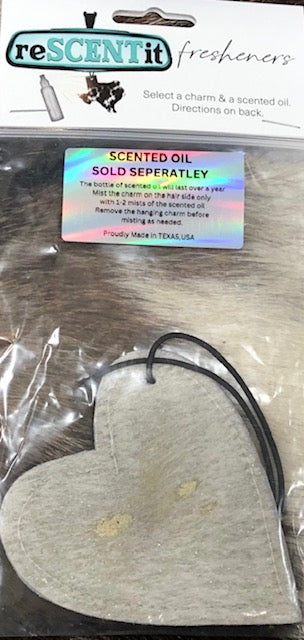 reSCENTit fresheners
Select a charm & a scented oil.
Directions on back.
SCENTED OIL
SOLD SEPERATLEY
The bottle of scented oil will last over a year
Mist the charm on the hair side only
with 1-2 mists of the scented oil
Remove the hanging charm before
misting as needed.
Proudly Made in TEXAS,USA